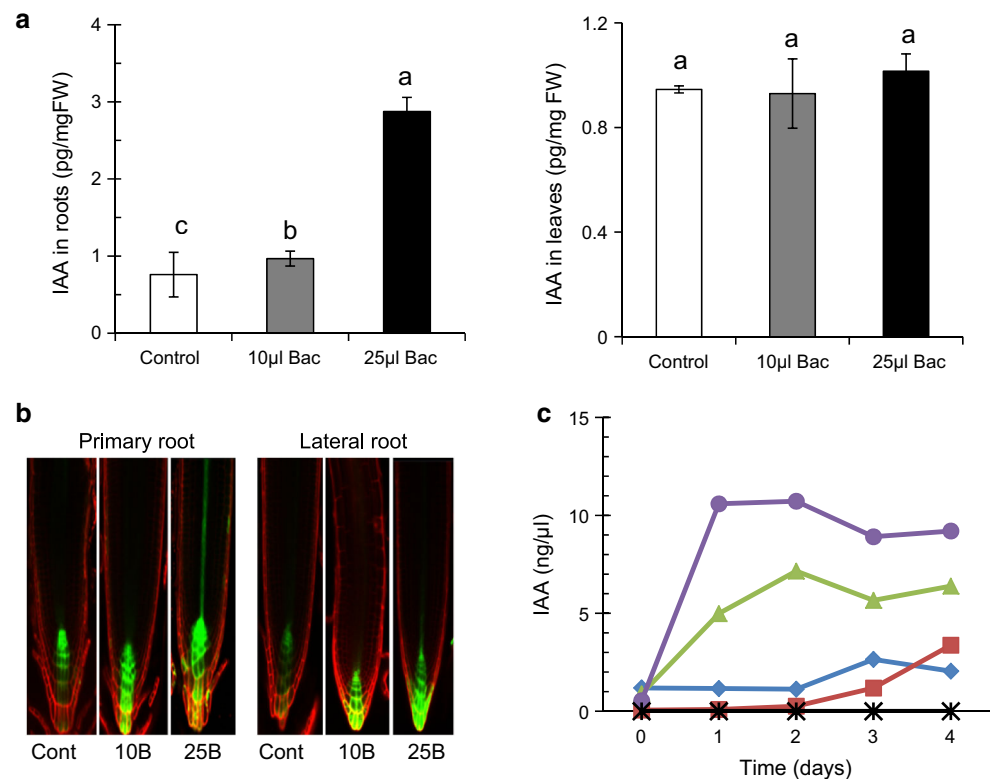 a
IAA in roots (pg/mgFW)
4
3
2
1
0
c
b
a
Control
10µl Bac
25µl Bac
IAA in leaves (pg/mg FW)
1.2
0.8
0.4
0
a
a
a
Control
10µl Bac
25µl Bac
b
Primary root
Lateral root
Cont
10B
25B
Cont
10B
25B
c
IAA (ng/µl)
15
10
5
0
0
1
2
3
4
Time (days)